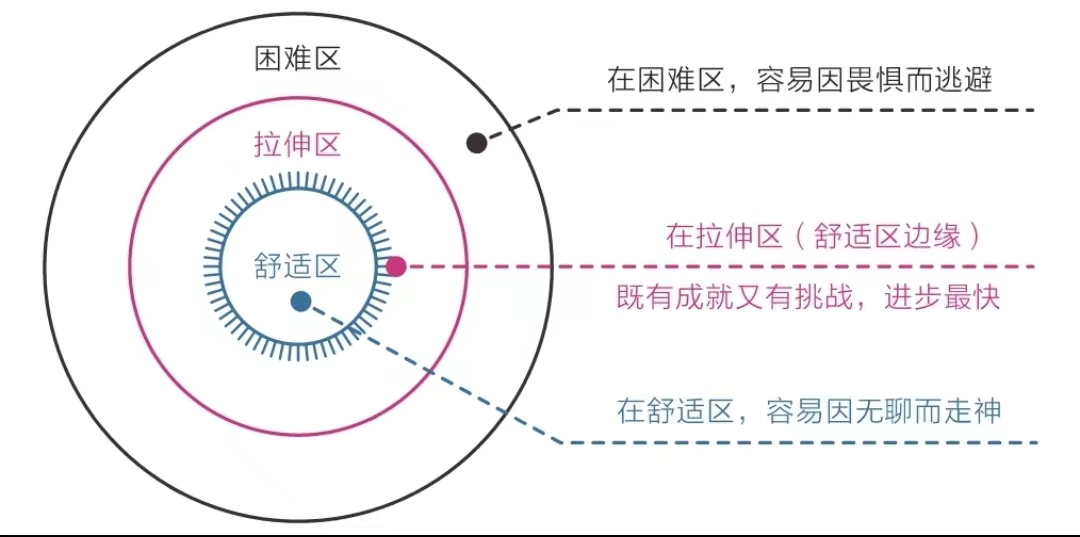 困难区
在困难区，容易因畏惧而逃避
拉伸区
在拉伸区（舒适区边缘）
舒适区
既有成就又有挑战，进步最快
在舒适区，容易因无聊而走神